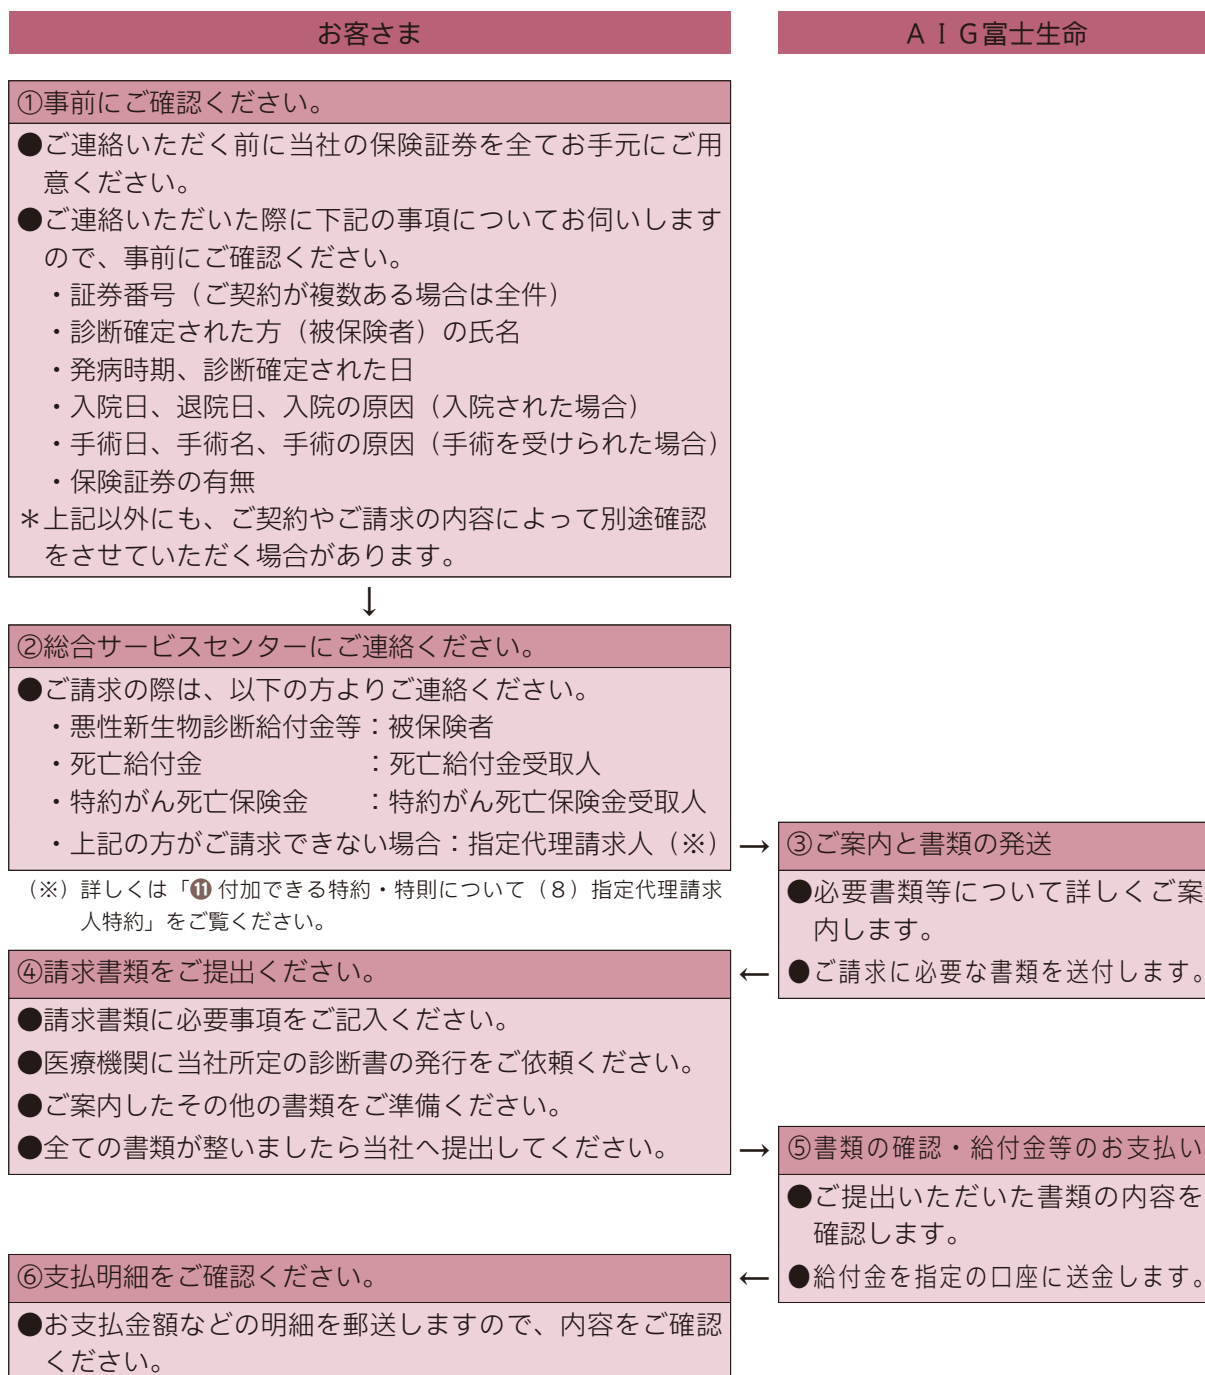 お客さま
ＡＩＧ富士生命
①事前にご確認ください。
●ご連絡いただく前に当社の保険証券を全てお手元にご用
意ください。
●ご連絡いただいた際に下記の事項についてお伺いします
ので、事前にご確認ください。
・証券番号（ご契約が複数ある場合は全件）
・診断確定された方（被保険者）の氏名
・発病時期、診断確定された日
・入院日、退院日、入院の原因（入院された場合）
・手術日、手術名、手術の原因（手術を受けられた場合）
・保険証券の有無
＊上記以外にも、ご契約やご請求の内容によって別途確認
をさせていただく場合があります。
↓
②総合サービスセンターにご連絡ください。
●ご請求の際は、以下の方よりご連絡ください。
・悪性新生物診断給付金等：被保険者
・死亡給付金　　　　　　：死亡給付金受取人
・特約がん死亡保険金　　：特約がん死亡保険金受取人
・上記の方がご請求できない場合：指定代理請求人（※）
（※）詳しくは「⓫ 付加できる特約・特則について（８）指定代理請求
人特約」をご覧ください。
→
③ご案内と書類の発送
●必要書類等について詳しくご案
内します。
●ご請求に必要な書類を送付します。
←
④請求書類をご提出ください。
●請求書類に必要事項をご記入ください。
●医療機関に当社所定の診断書の発行をご依頼ください。
●ご案内したその他の書類をご準備ください。
●全ての書類が整いましたら当社へ提出してください。
→
⑤書類の確認・給付金等のお支払い
●ご提出いただいた書類の内容を
確認します。
●給付金を指定の口座に送金します。
←
⑥支払明細をご確認ください。
●お支払金額などの明細を郵送しますので、内容をご確認
ください。